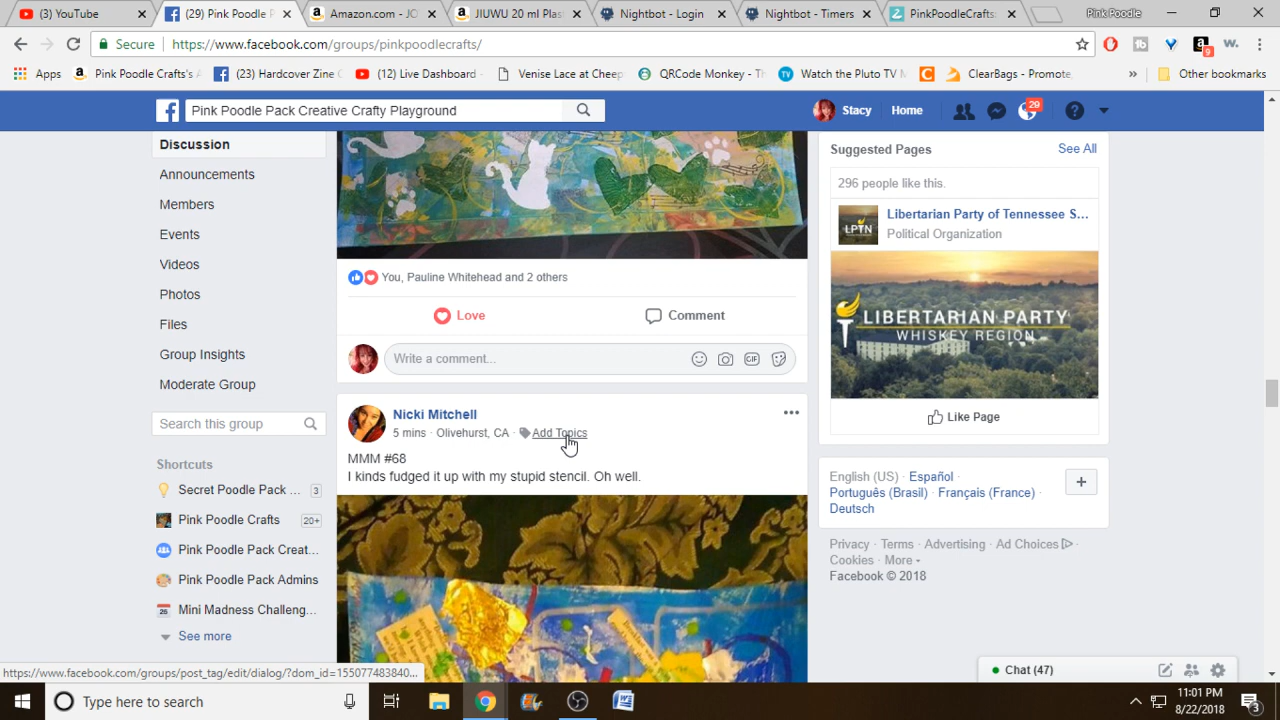 (3) YouTube
(29) Pink Poodle P
Amazon.com - JO
JIUWU 20 ml Plas
Nightbot - Login
Nightbot - Timers
PinkPoodleCrafts
Pink Poodle
Secure
https://www.facebook.com/groups/pinkpoodlecrafts/
9
Apps
Pink Poodle Crafts's A
(23) Hardcover Zine C
(12) Live Dashboard -
Venise Lace at Cheep
QRCode Monkey - Th
Watch the Pluto TV M
ClearBags - Promote
Other bookmarks
Pink Poodle Pack Creative Crafty Playground
Stacy
Home
29
Discussion
Announcements
Members
Events
Videos
Photos
Files
Group Insights
Moderate Group
Search this group
Shortcuts
Secret Poodle Pack ... 3
Pink Poodle Crafts 20+
Pink Poodle Pack Creat...
Pink Poodle Pack Admins
Mini Madness Challeng...
See more
You, Pauline Whitehead and 2 others
Love
Comment
Write a comment...
GIF
Nicki Mitchell
5 mins · Olivehurst, CA · Add Topics
MMM #68
I kinds fudged it up with my stupid stencil. Oh well.
Suggested Pages
See All
296 people like this.
LPTN
Libertarian Party of Tennessee S...
Political Organization
LIBERTARIAN PARTY
WHISKEY REGION
Like Page
English (US) · Español ·
Português (Brasil) · Français (France) ·
Deutsch
Privacy · Terms · Advertising · Ad Choices ·
Cookies · More
Facebook © 2018
Chat (47)
https://www.facebook.com/groups/post_tag/edit/dialog/?dom_id=155077483840...
Type here to search
11:01 PM
8/22/2018
3